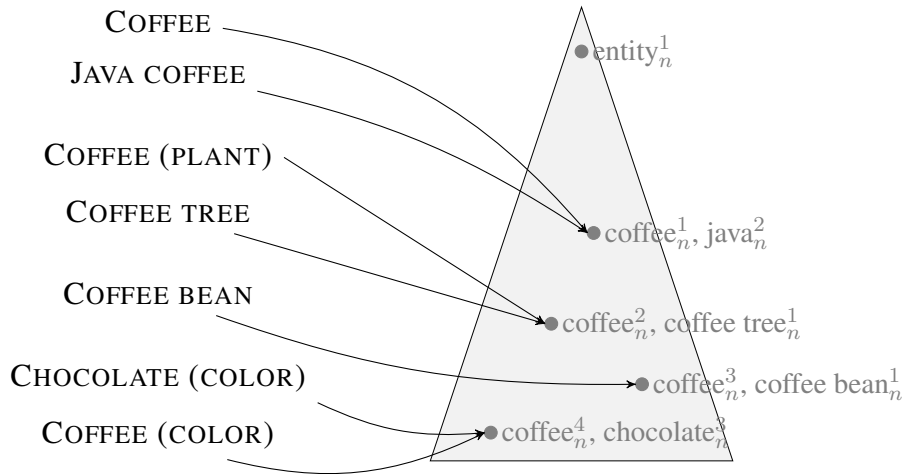 COFFEE
entity¹ₙ
JAVA COFFEE
COFFEE (PLANT)
COFFEE TREE
coffee¹ₙ, java²ₙ
COFFEE BEAN
coffee²ₙ, coffee tree¹ₙ
CHOCOLATE (COLOR)
coffee³ₙ, coffee bean¹ₙ
COFFEE (COLOR)
coffee⁴ₙ, chocolate³ₙ